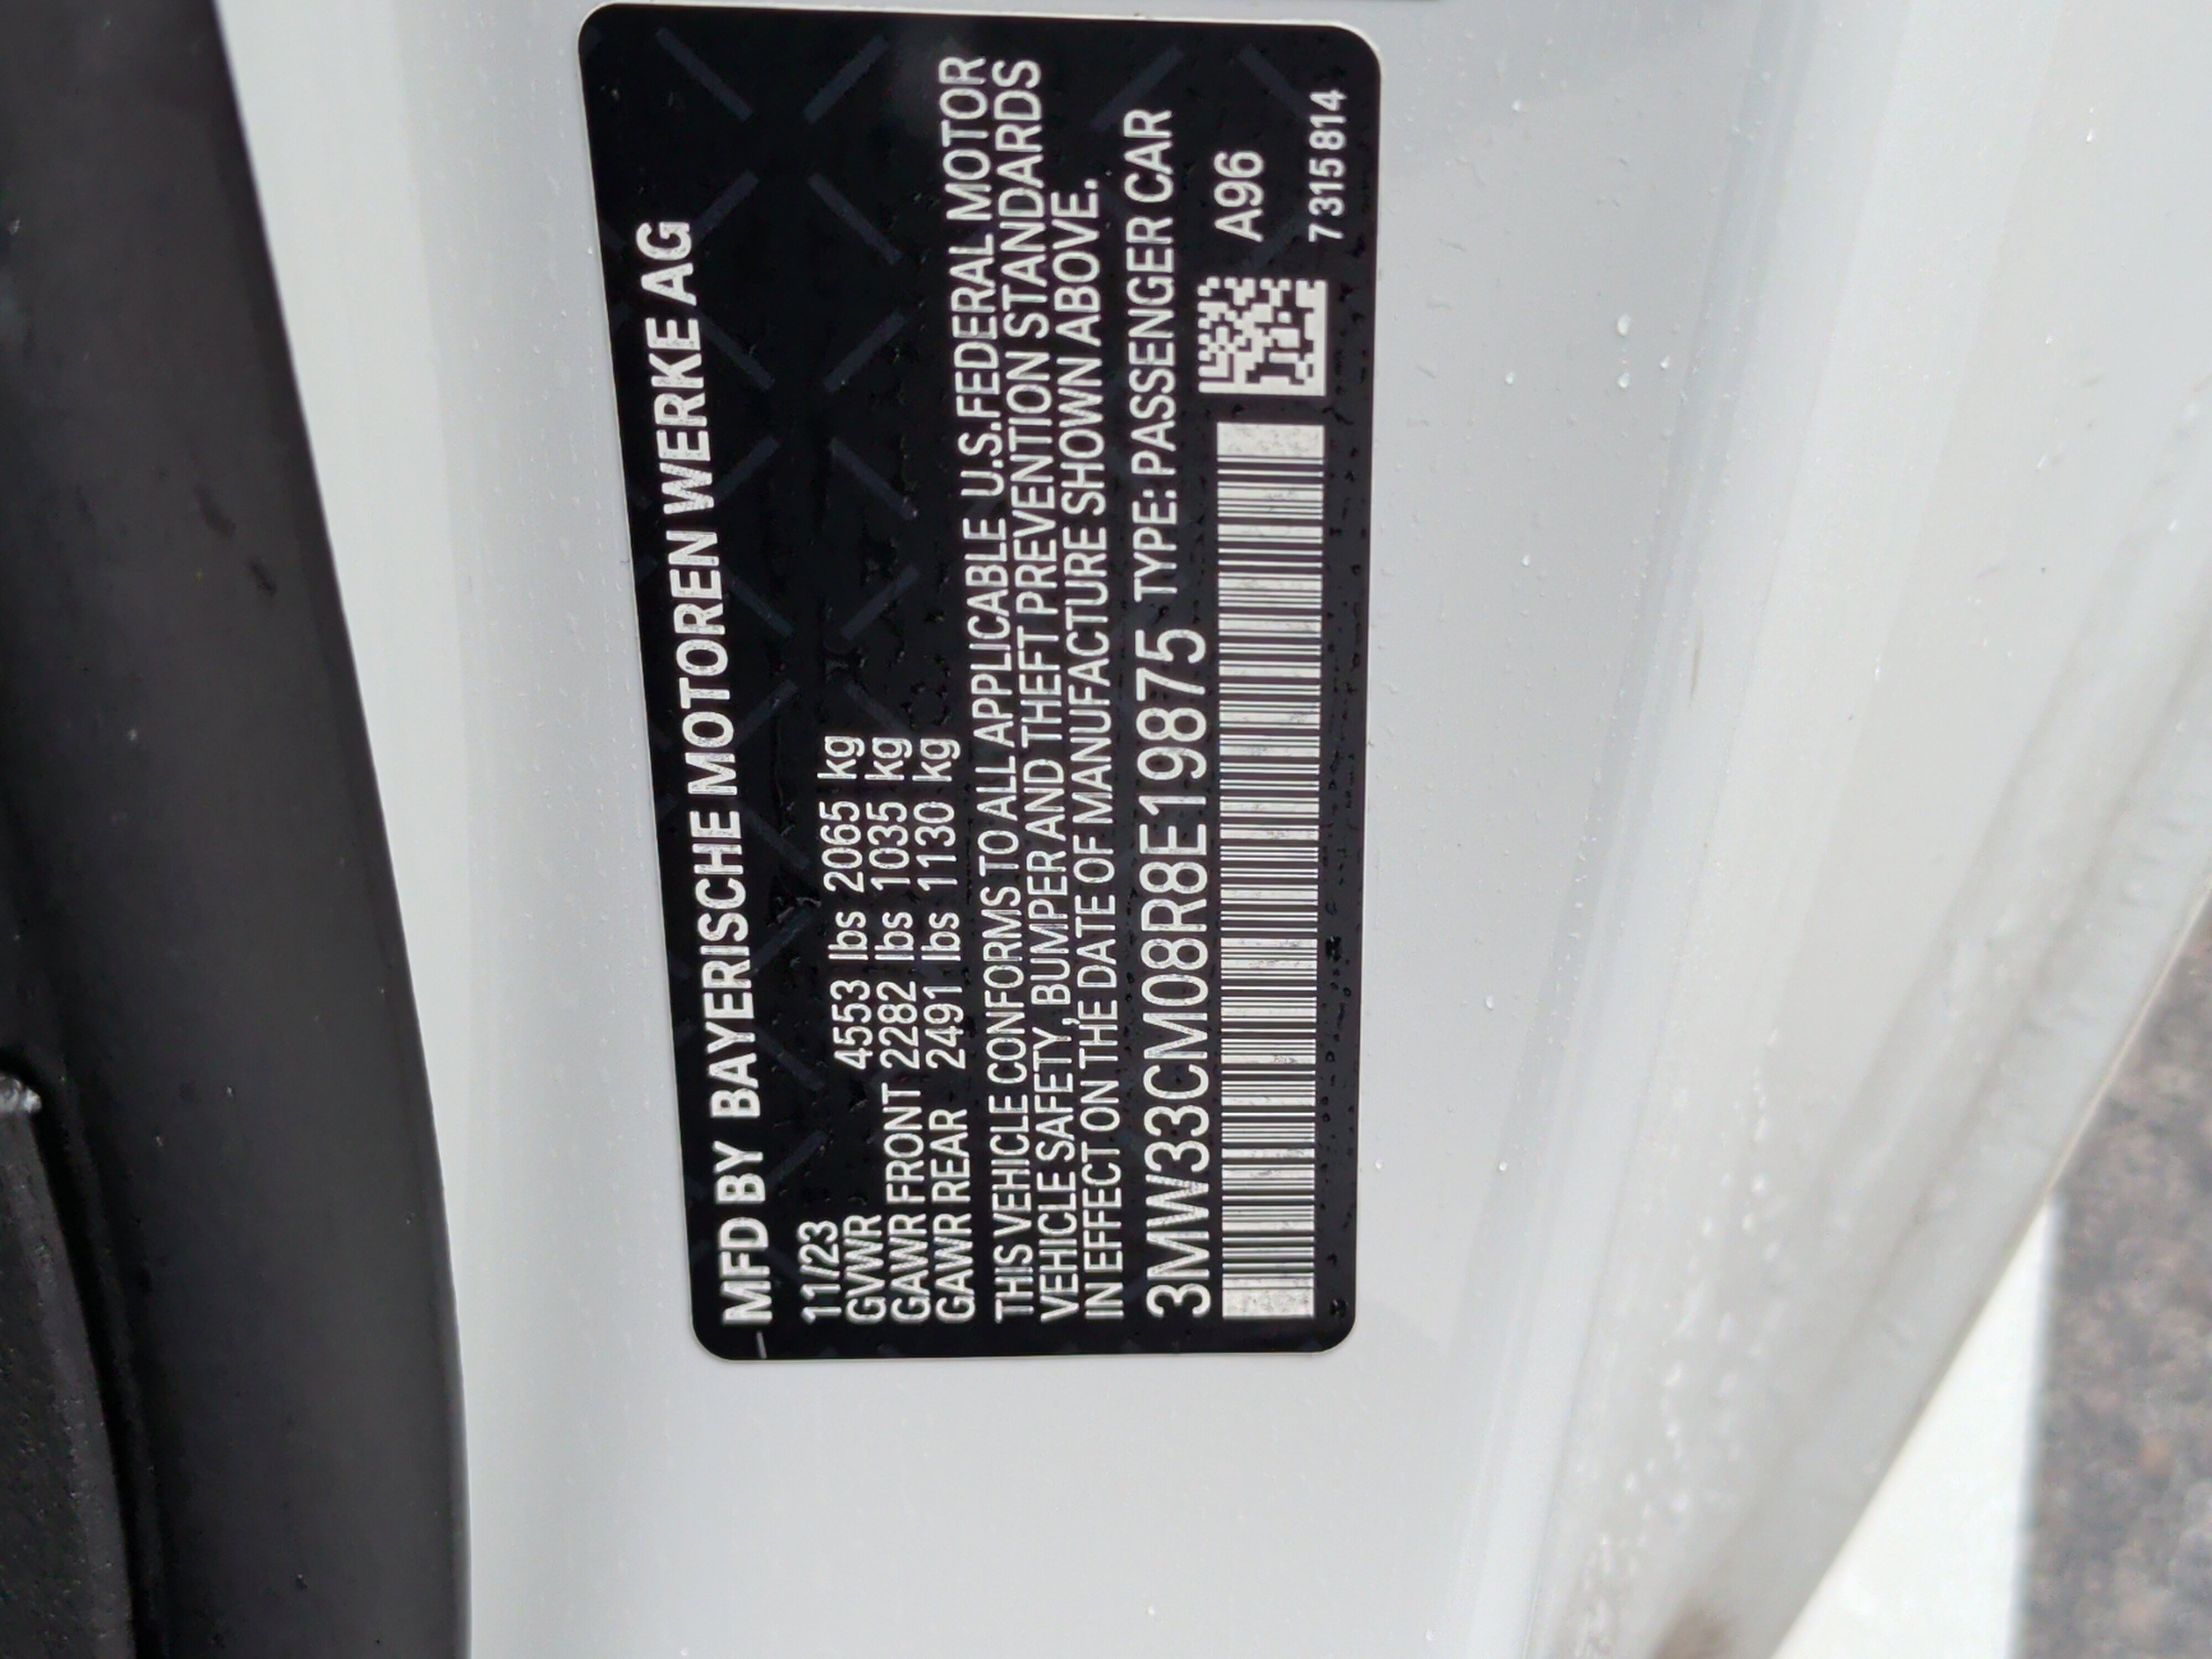 MFD BY BAYERISCHE MOTOREN WERKE AG
11/23
GVWR 4553 lbs 2065 kg
GAWR FRONT 2282 lbs 1035 kg
GAWR REAR 2491 lbs 1130 kg
THIS VEHICLE CONFORMS TO ALL APPLICABLE U.S.FEDERAL MOTOR
VEHICLE SAFETY, BUMPER AND THEFT PREVENTION STANDARDS
IN EFFECT ON THE DATE OF MANUFACTURE SHOWN ABOVE.
3MW33CM08R8E19875 TYPE: PASSENGER CAR
A96
7315814